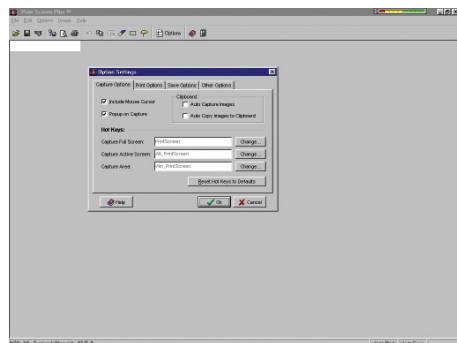 Print Screen Plus
File Edit Options Image Help
Options
Option Settings
Capture Options Print Options Save Options Other Options
Include Mouse Cursor
Popup on Capture
Clipboard
Auto Capture Images
Auto Copy Images to Clipboard
Hot Keys:
Capture Full Screen: PrintScreen Change...
Capture Active Screen: Alt, PrintScreen Change...
Capture Area: Win, PrintScreen Change...
Reset Hot Keys to Defaults
Help Ok Cancel